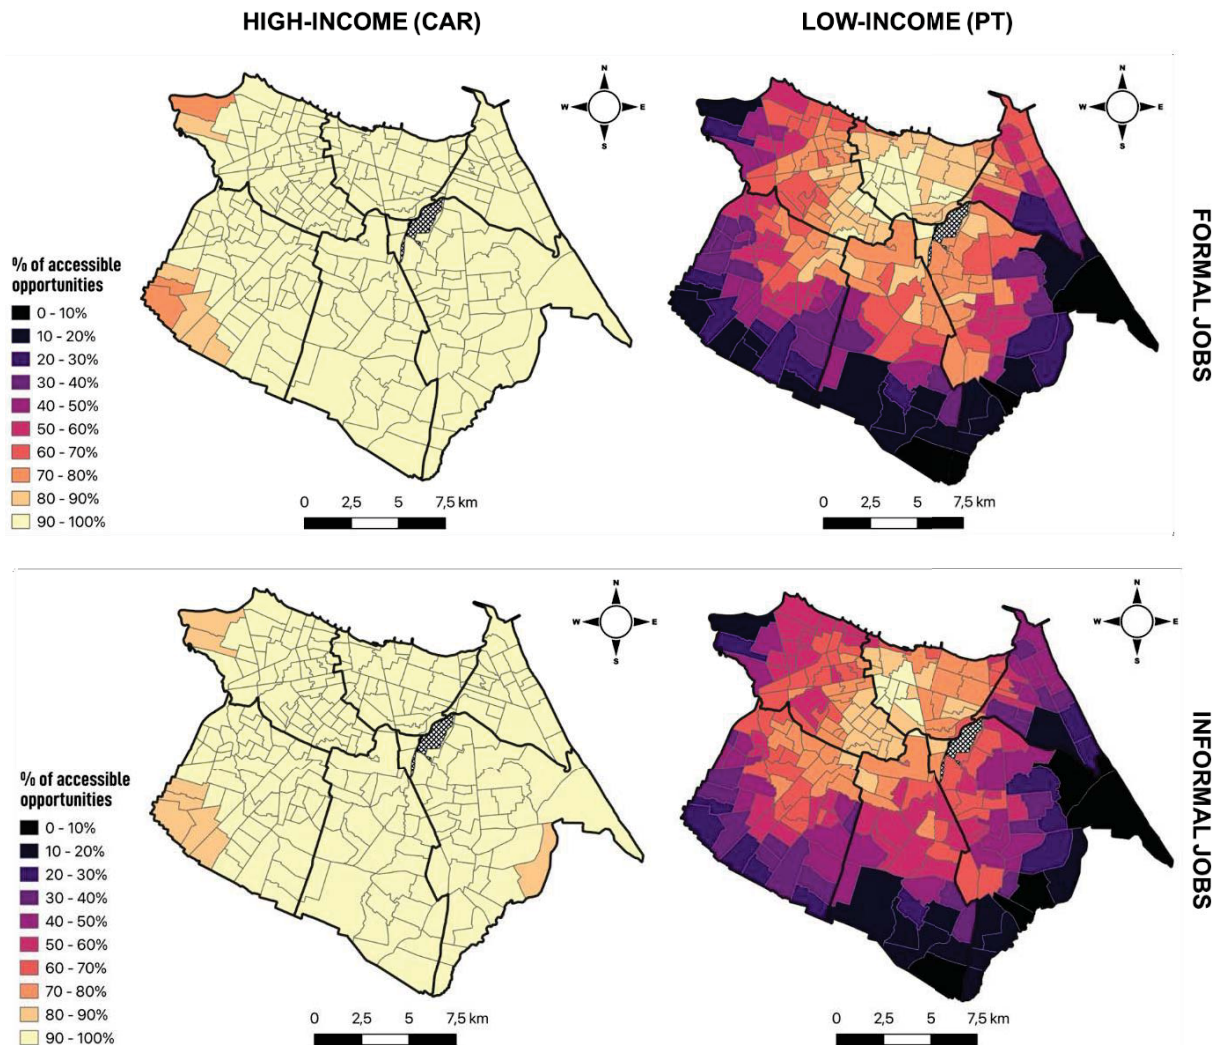 HIGH-INCOME (CAR)
LOW-INCOME (PT)
N
W
E
S
N
W
E
S
FORMAL JOBS
% of accessible
opportunities
0 - 10%
10 - 20%
20 - 30%
30 - 40%
40 - 50%
50 - 60%
60 - 70%
70 - 80%
80 - 90%
90 - 100%
0 2,5 5 7,5 km
0 2,5 5 7,5 km
N
W
E
S
N
W
E
S
INFORMAL JOBS
% of accessible
opportunities
0 - 10%
10 - 20%
20 - 30%
30 - 40%
40 - 50%
50 - 60%
60 - 70%
70 - 80%
80 - 90%
90 - 100%
0 2,5 5 7,5 km
0 2,5 5 7,5 km